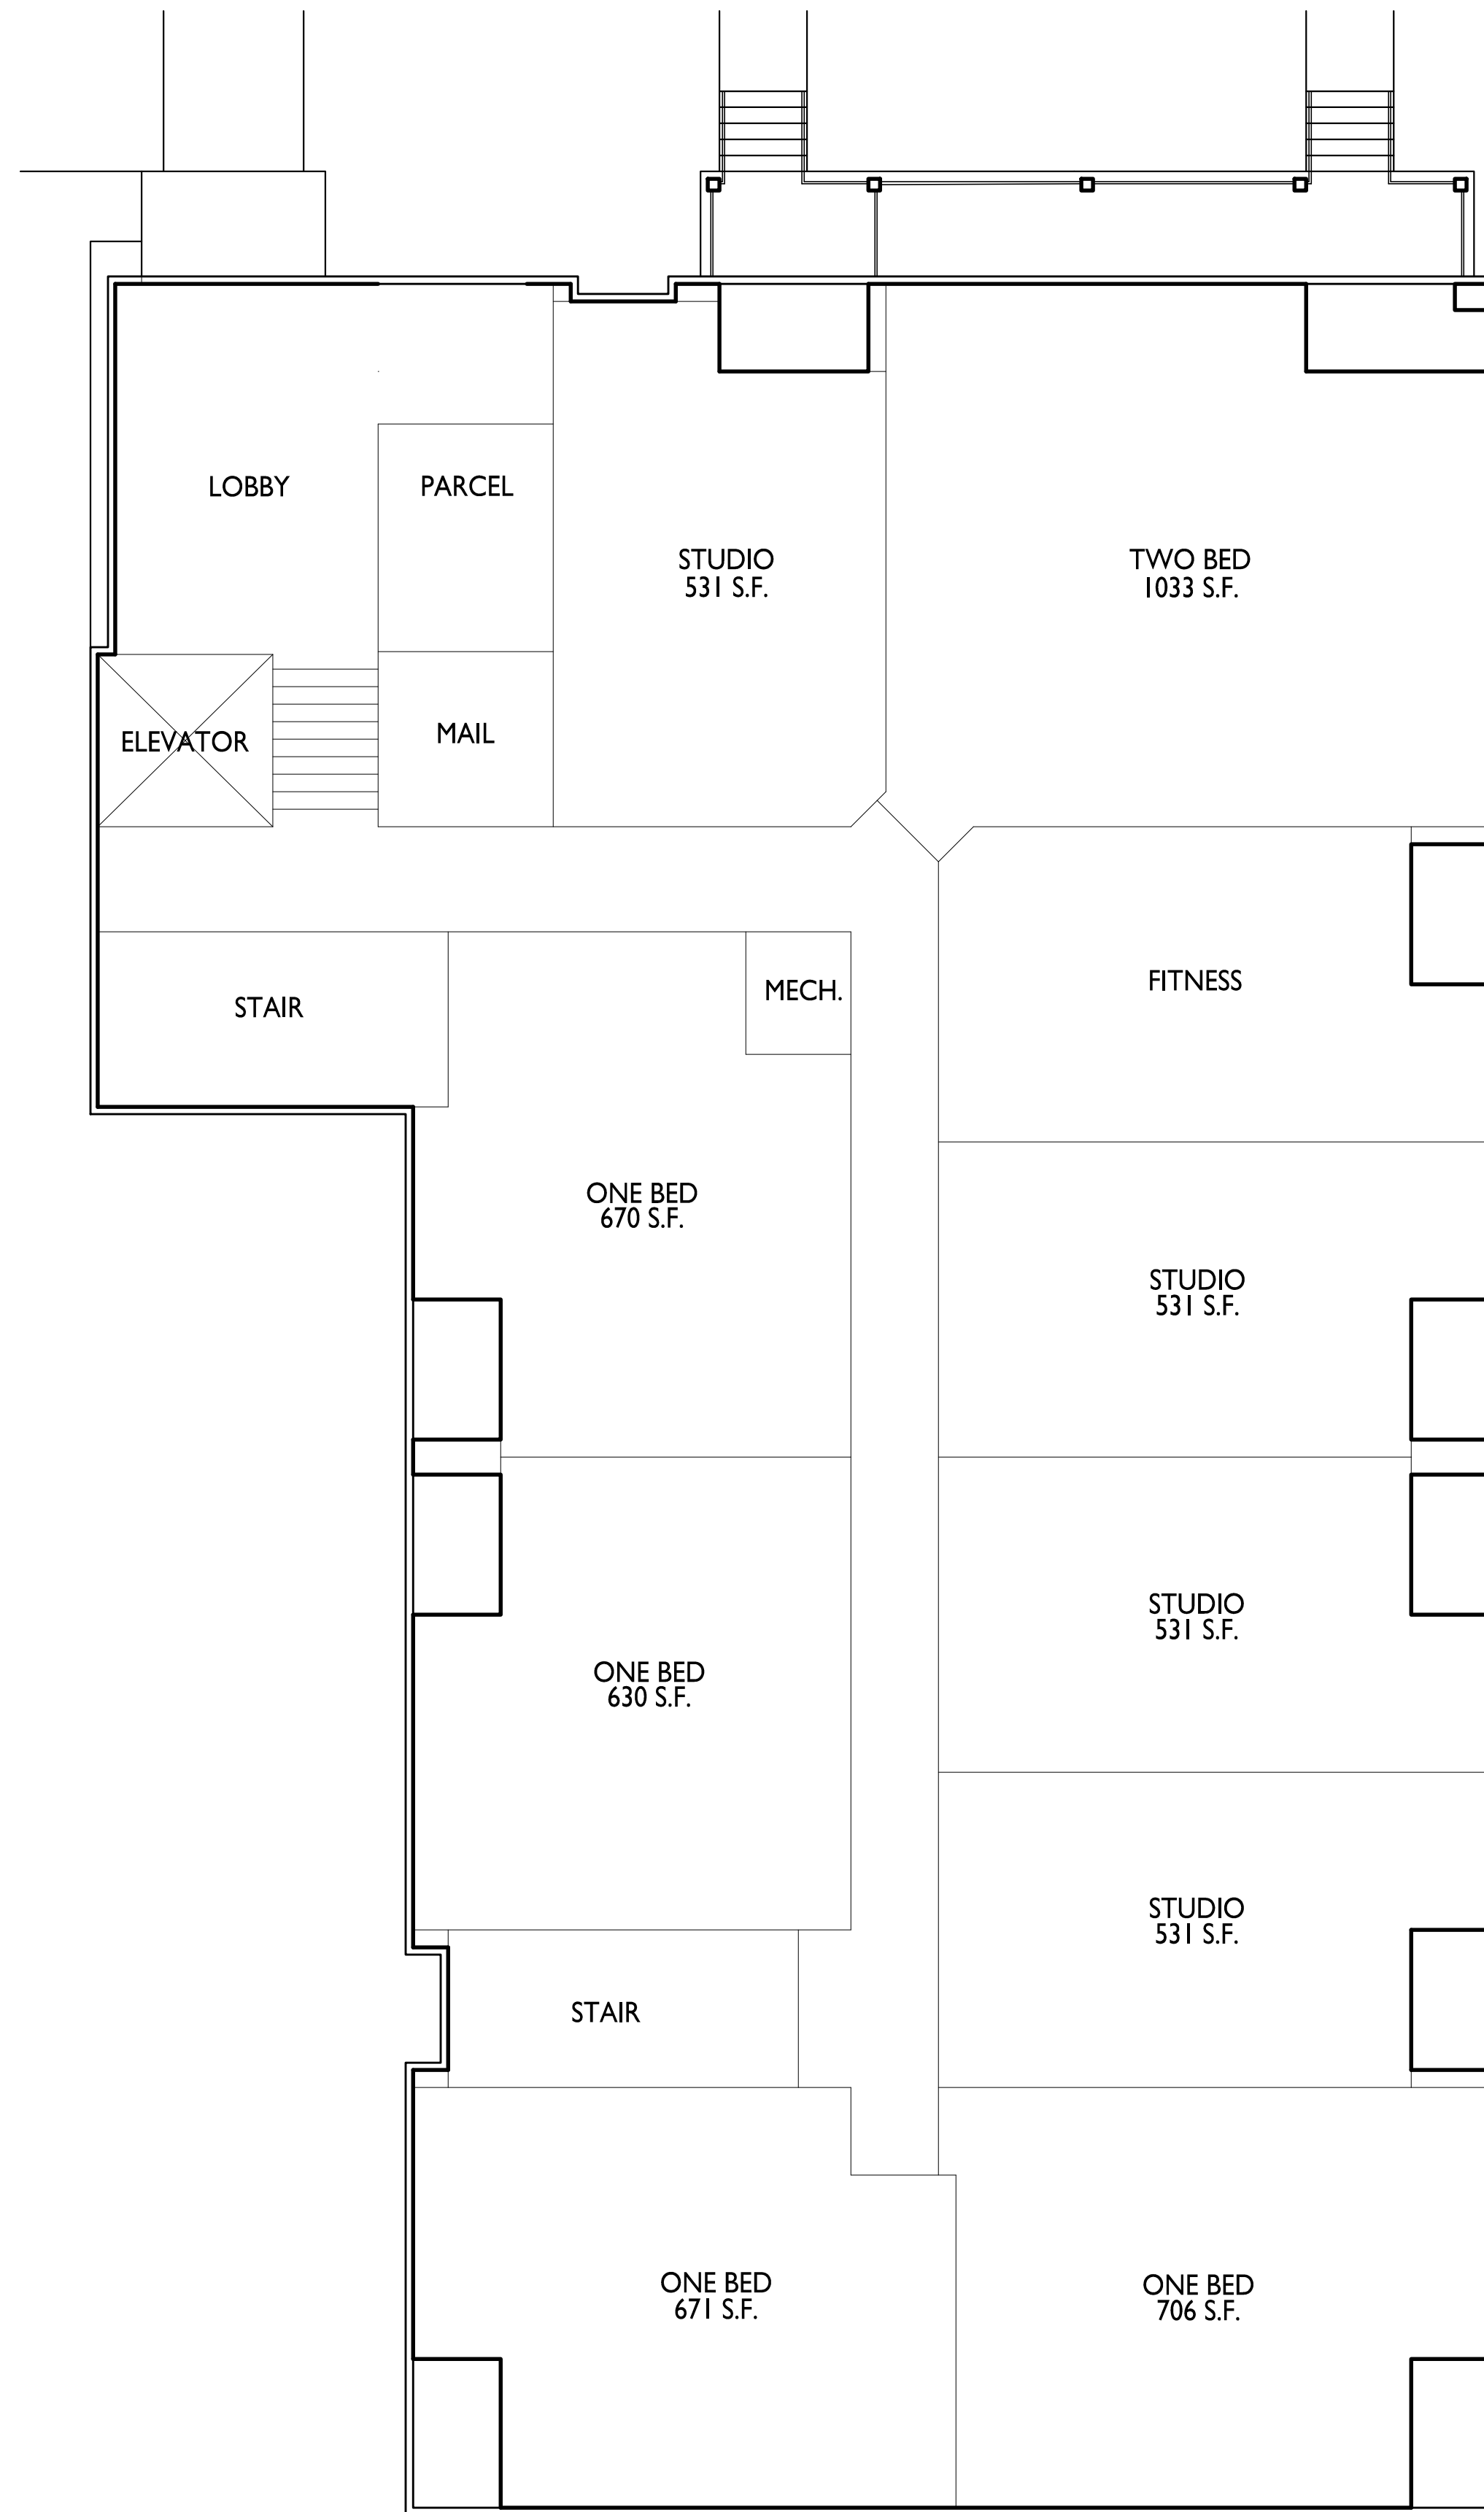 LOBBY
PARCEL
STUDIO
531 S.F.
TWO BED
1033 S.F.
ELEVATOR
MAIL
STAIR
MECH.
FITNESS
ONE BED
670 S.F.
STUDIO
531 S.F.
STUDIO
531 S.F.
ONE BED
630 S.F.
STUDIO
531 S.F.
STAIR
ONE BED
671 S.F.
ONE BED
706 S.F.